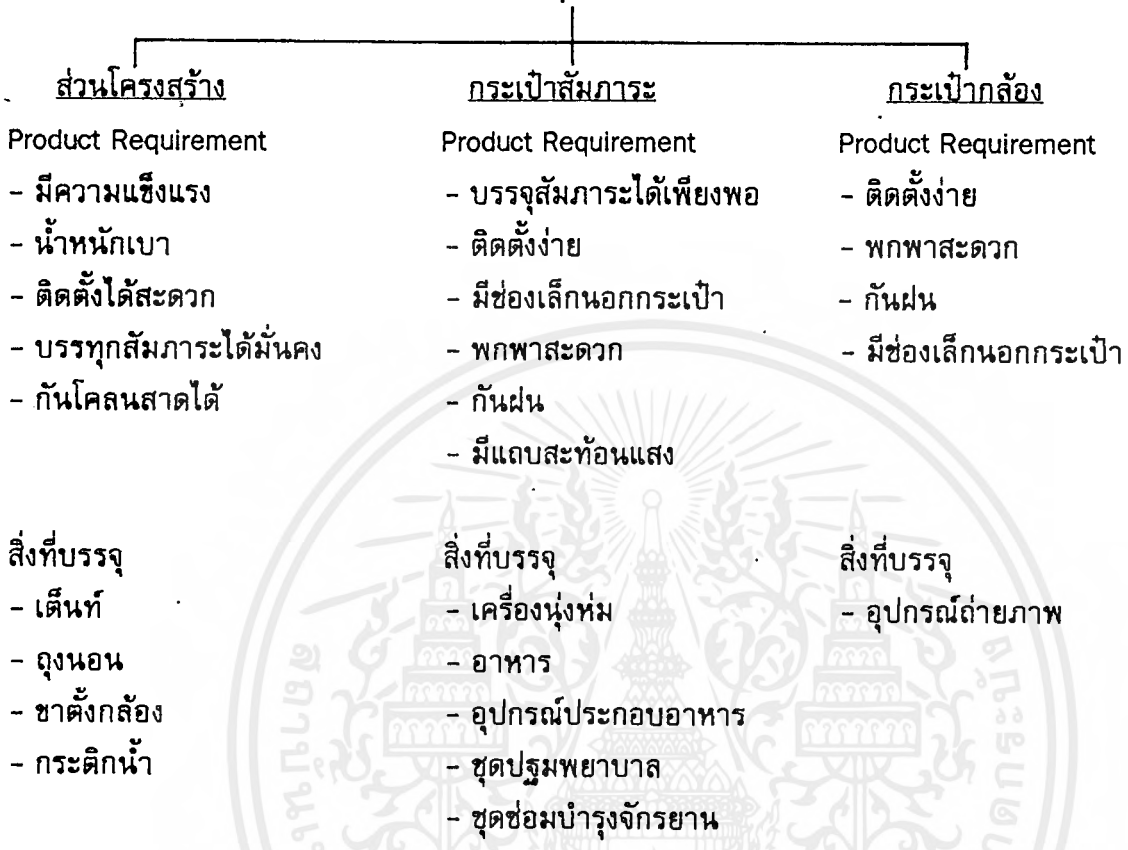 ส่วนโครงสร้าง
Product Requirement
- มีความแข็งแรง
- น้ำหนักเบา
- ติดตั้งได้สะดวก
- บรรทุกสัมภาระได้มั่นคง
- กันโคลนสาดได้
สิ่งที่บรรจุ
- เต็นท์
- ถุงนอน
- ขาตั้งกล้อง
- กระติกน้ำ
กระเป๋าสัมภาระ
Product Requirement
- บรรจุสัมภาระได้เพียงพอ
- ติดตั้งง่าย
- มีช่องเล็กนอกกระเป๋า
- พกพาสะดวก
- กันฝน
- มีแถบสะท้อนแสง
สิ่งที่บรรจุ
- เครื่องนุ่งห่ม
- อาหาร
- อุปกรณ์ประกอบอาหาร
- ชุดปฐมพยาบาล
- ชุดซ่อมบำรุงจักรยาน
กระเป๋ากล้อง
Product Requirement
- ติดตั้งง่าย
- พกพาสะดวก
- กันฝน
- มีช่องเล็กนอกกระเป๋า
สิ่งที่บรรจุ
- อุปกรณ์ถ่ายภาพ